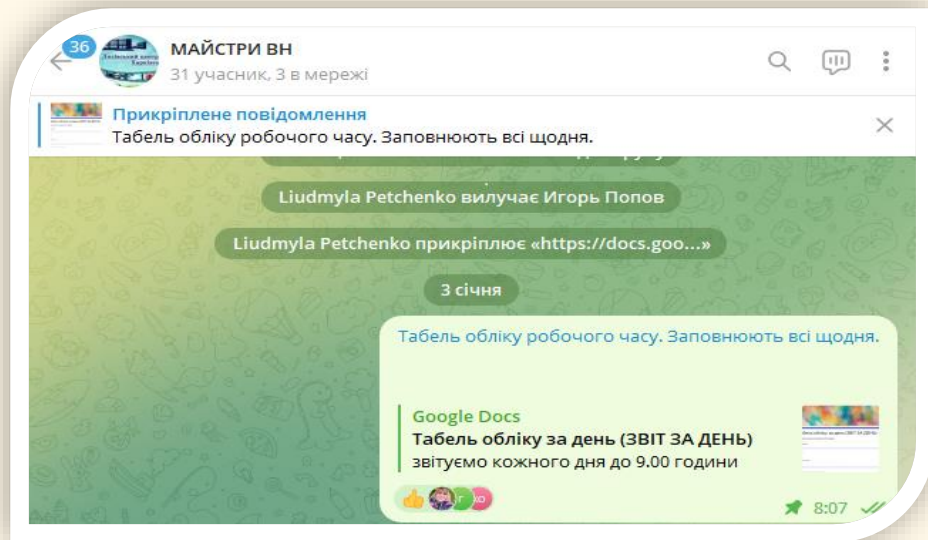 36
МАЙСТРИ ВН
31 учасник, 3 в мережі
Прикріплене повідомлення
Табель обліку робочого часу. Заповнюють всі щодня.
Liudmyla Petchenko вилучає Игорь Попов
Liudmyla Petchenko прикріплює «https://docs.goo...»
3 січня
Табель обліку робочого часу. Заповнюють всі щодня.
Google Docs
Табель обліку за день (ЗВІТ ЗА ДЕНЬ)
звітуємо кожного дня до 9.00 години
8:07